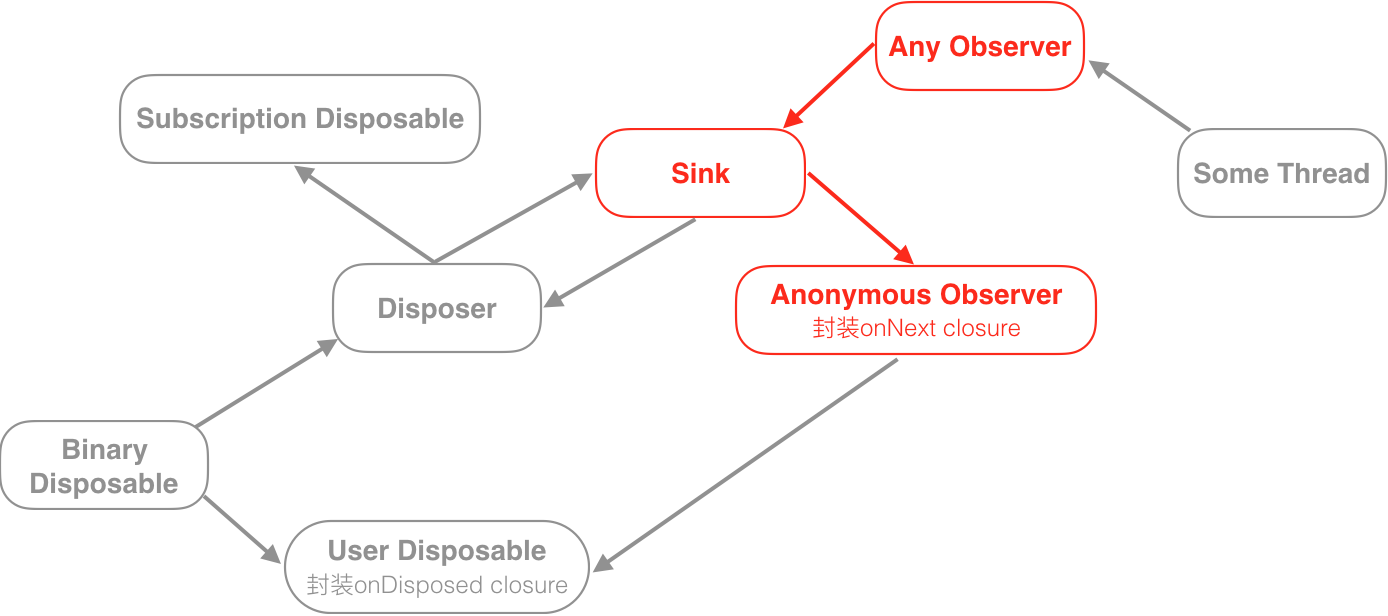 Any Observer
Subscription Disposable
Sink
Some Thread
Disposer
Anonymous Observer
封装onNext closure
Binary
Disposable
User Disposable
封装onDisposed closure